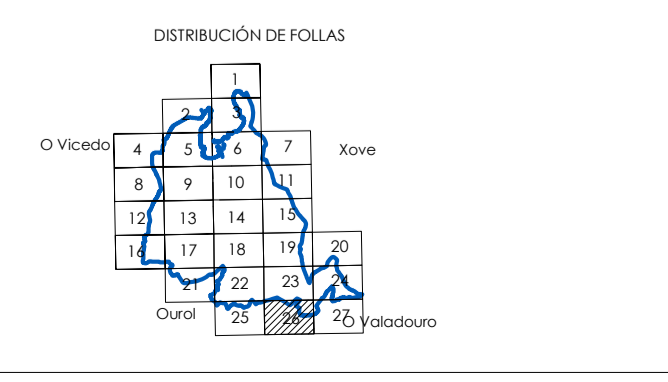 DISTRIBUCIÓN DE FOLLAS
1
2 3
O Vicedo 4 5 6 7 Xove
8 9 10 11
12 13 14 15
16 17 18 19 20
21 22 23 24
Ourol 25 26 27 O Valadouro